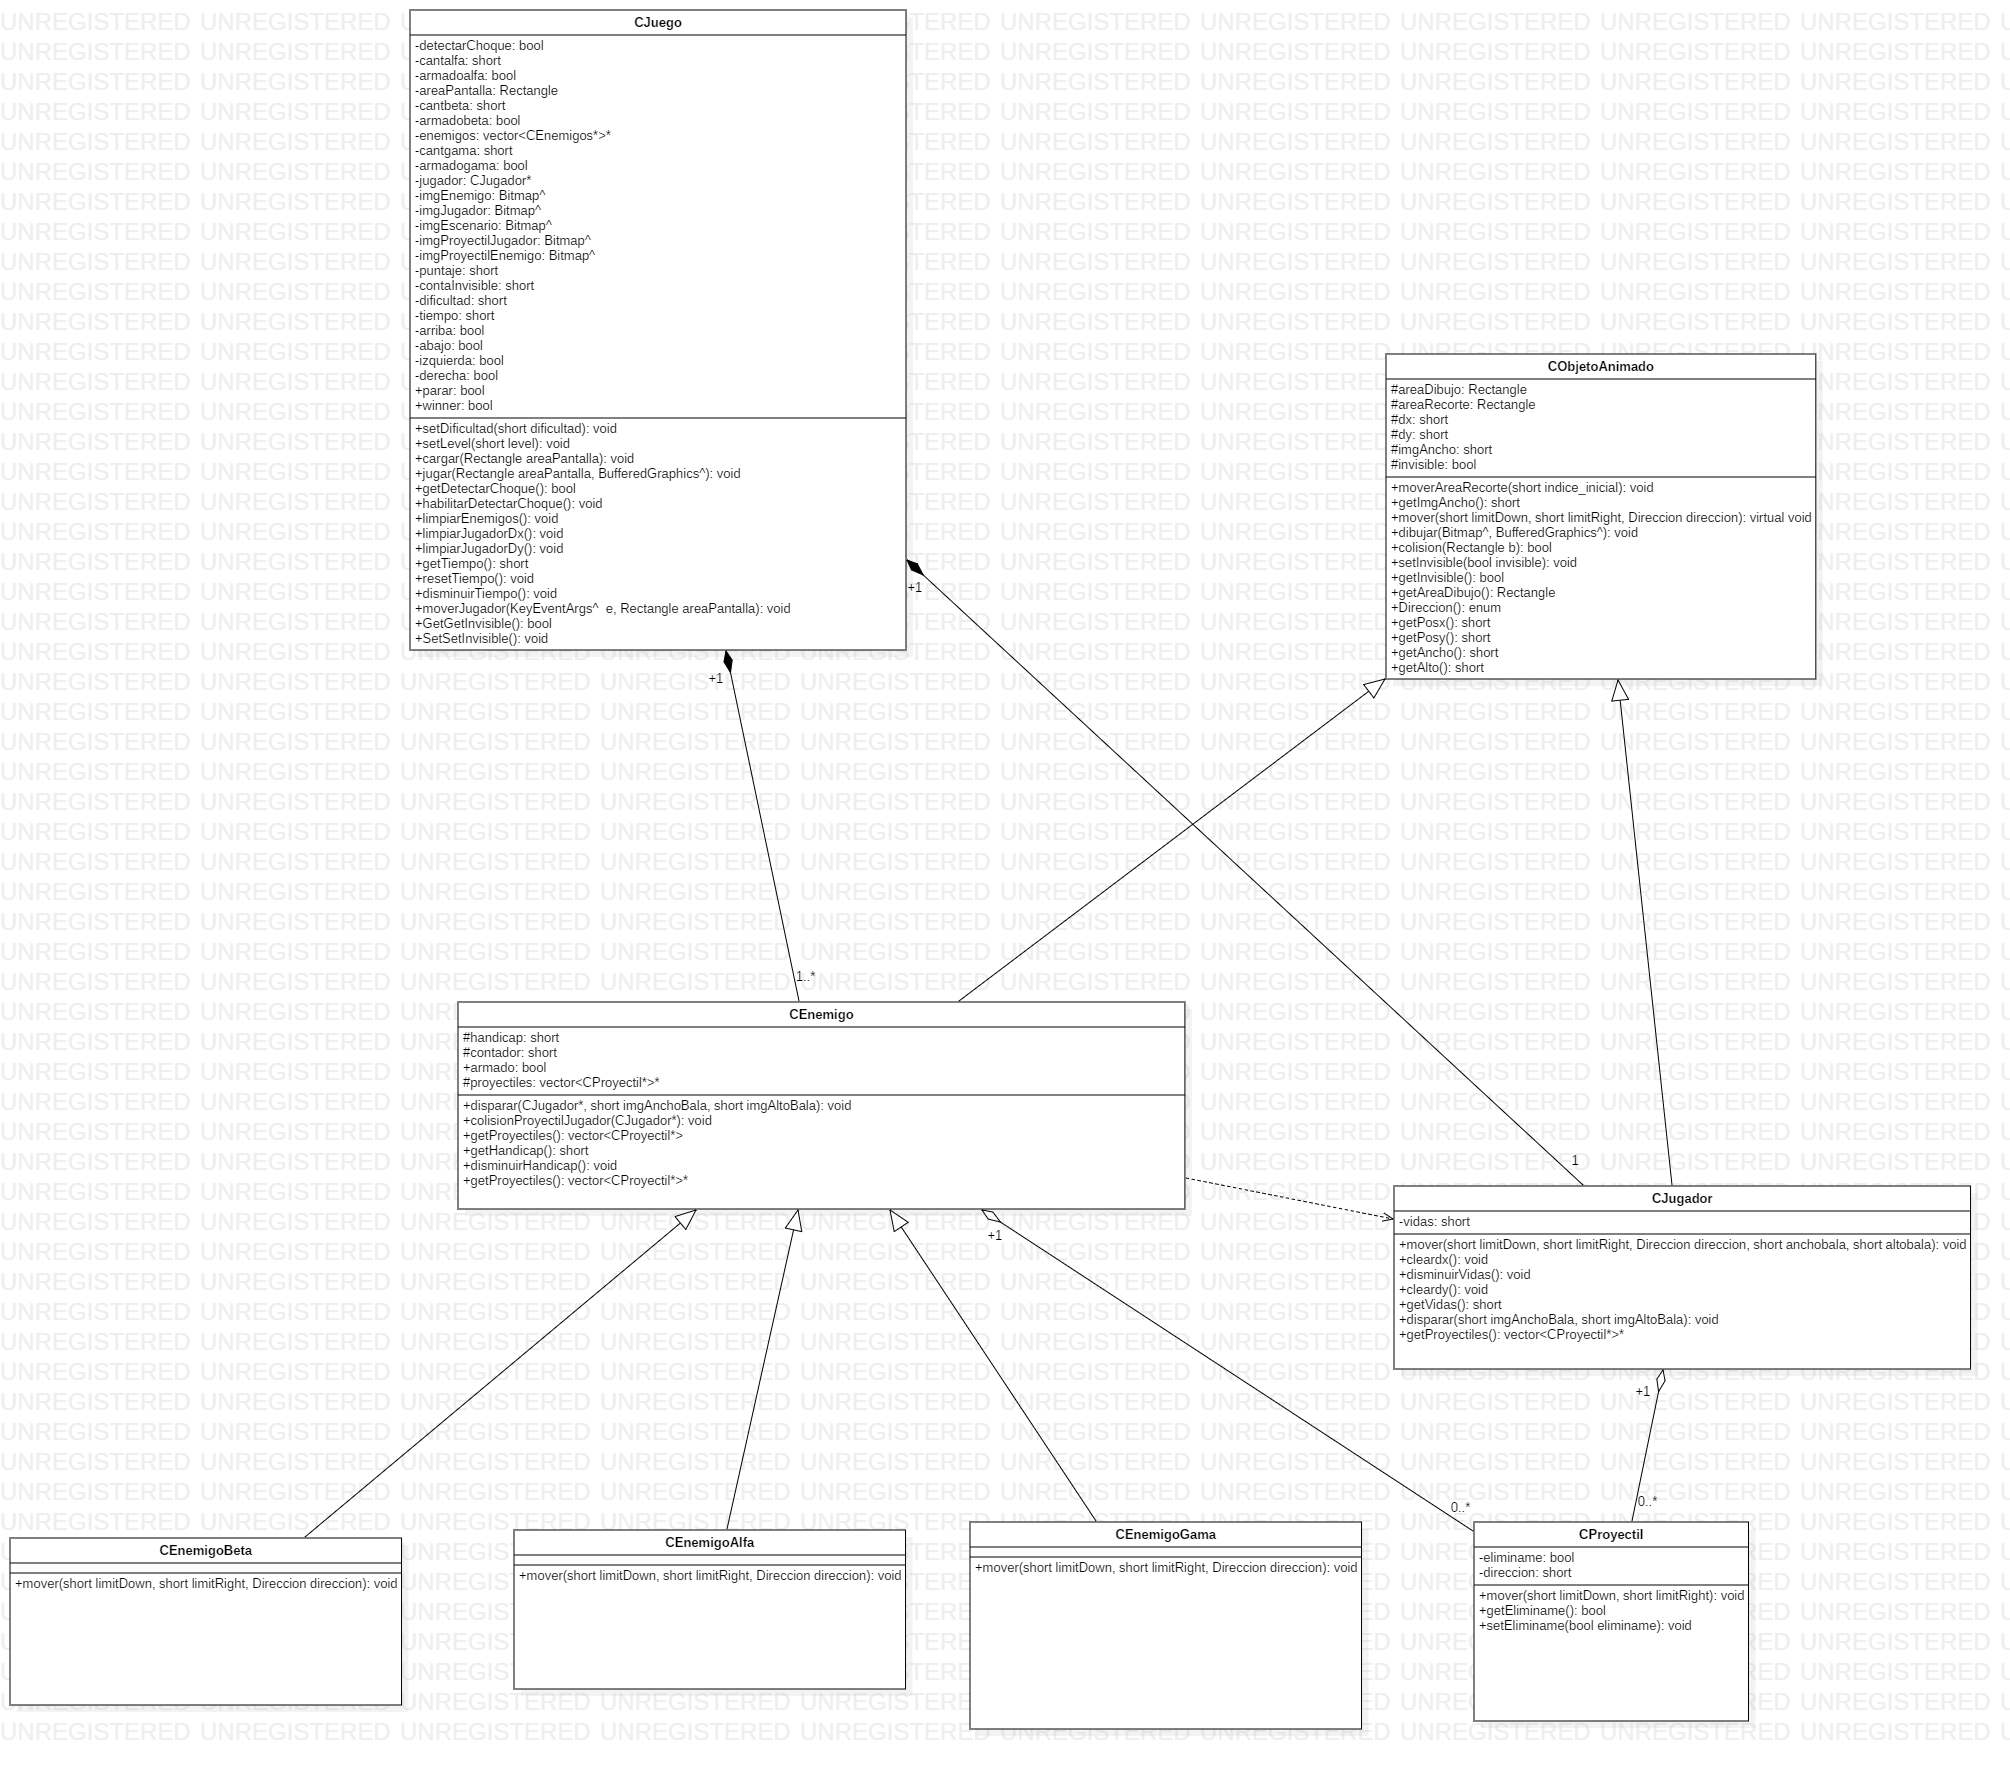 CJuego
-detectarChoque: bool
-cantalfa: short
-armadoalfa: bool
-areaPantalla: Rectangle
-cantbeta: short
-armadobeta: bool
-enemigos: vector<CEnemigos*>*
-cantgama: short
-armadogama: bool
-jugador: CJugador*
-imgEnemigo: Bitmap^
-imgJugador: Bitmap^
-imgEscenario: Bitmap^
-imgProyectilJugador: Bitmap^
-imgProyectilEnemigo: Bitmap^
-puntaje: short
-contaInvisible: short
-dificultad: short
-tiempo: short
-arriba: bool
-abajo: bool
-izquierda: bool
-derecha: bool
+parar: bool
+winner: bool
+setDificultad(short dificultad): void
+setLevel(short level): void
+cargar(Rectangle areaPantalla): void
+jugar(Rectangle areaPantalla, BufferedGraphics^): void
+getDetectarChoque(): bool
+habilitarDetectarChoque(): void
+limpiarEnemigos(): void
+limpiarJugadorDx(): void
+limpiarJugadorDy(): void
+getTiempo(): short
+resetTiempo(): void
+disminuirTiempo(): void
+moverJugador(KeyEventArgs^  e, Rectangle areaPantalla): void
+GetGetInvisible(): bool
+SetSetInvisible(): void
CObjetoAnimado
#areaDibujo: Rectangle
#areaRecorte: Rectangle
#dx: short
#dy: short
#imgAncho: short
#invisible: bool
+moverAreaRecorte(short indice_inicial): void
+getImgAncho(): short
+mover(short limitDown, short limitRight, Direccion direccion): virtual void
+dibujar(Bitmap^, BufferedGraphics^): void
+colision(Rectangle b): bool
+setInvisible(bool invisible): void
+getInvisible(): bool
+getAreaDibujo(): Rectangle
+Direccion(): enum
+getPosx(): short
+getPosy(): short
+getAncho(): short
+getAlto(): short
+1
+1
1..*
1
CEnemigo
#handicap: short
#contador: short
+armado: bool
#proyectiles: vector<CProyectil*>*
+disparar(CJugador*, short imgAnchoBala, short imgAltoBala): void
+colisionProyectilJugador(CJugador*): void
+getProyectiles(): vector<CProyectil*>
+getHandicap(): short
+disminuirHandicap(): void
+getProyectiles(): vector<CProyectil*>*
CJugador
-vidas: short
+mover(short limitDown, short limitRight, Direccion direccion, short anchobala, short altobala): void
+cleardx(): void
+disminuirVidas(): void
+cleardy(): void
+getVidas(): short
+disparar(short imgAnchoBala, short imgAltoBala): void
+getProyectiles(): vector<CProyectil*>*
+1
+1
0..*
0..*
CEnemigoBeta
+mover(short limitDown, short limitRight, Direccion direccion): void
CEnemigoAlfa
+mover(short limitDown, short limitRight, Direccion direccion): void
CEnemigoGama
+mover(short limitDown, short limitRight, Direccion direccion): void
CProyectil
-eliminame: bool
-direccion: short
+mover(short limitDown, short limitRight): void
+getEliminame(): bool
+setEliminame(bool eliminame): void
UNREGISTERED